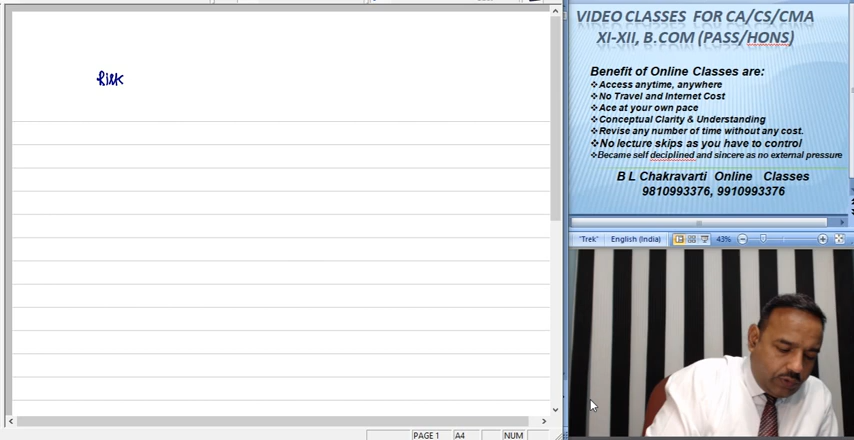 Risk
VIDEO CLASSES FOR CA/CS/CMA
XI-XII, B.COM (PASS/HONS)
Benefit of Online Classes are:
❖Access anytime, anywhere
❖No Travel and Internet Cost
❖Ace at your own pace
❖Conceptual Clarity & Understanding
❖Revise any number of time without any cost.
❖No lecture skips as you have to control
❖Became self deciplined and sincere as no external pressure
B L Chakravarti Online Classes
9810993376, 9910993376
"Trek" English (India) 43%
PAGE 1 A4 NUM